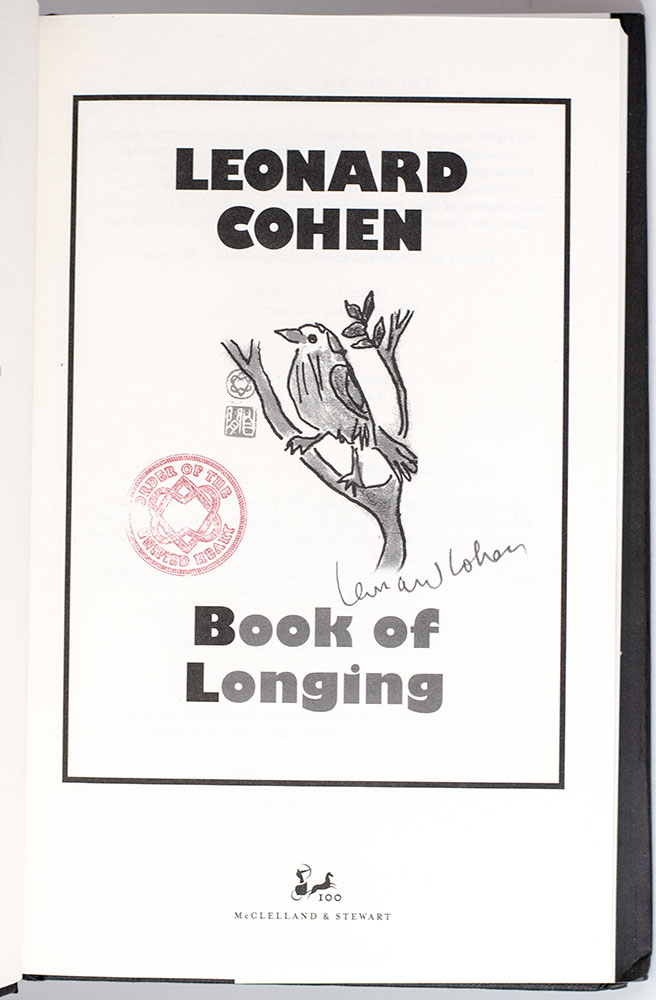 LEONARD
COHEN
ORDER OF THE
UNIFIED HEART
Leonard Cohen
Book of
Longing
100
McCLELLAND & STEWART